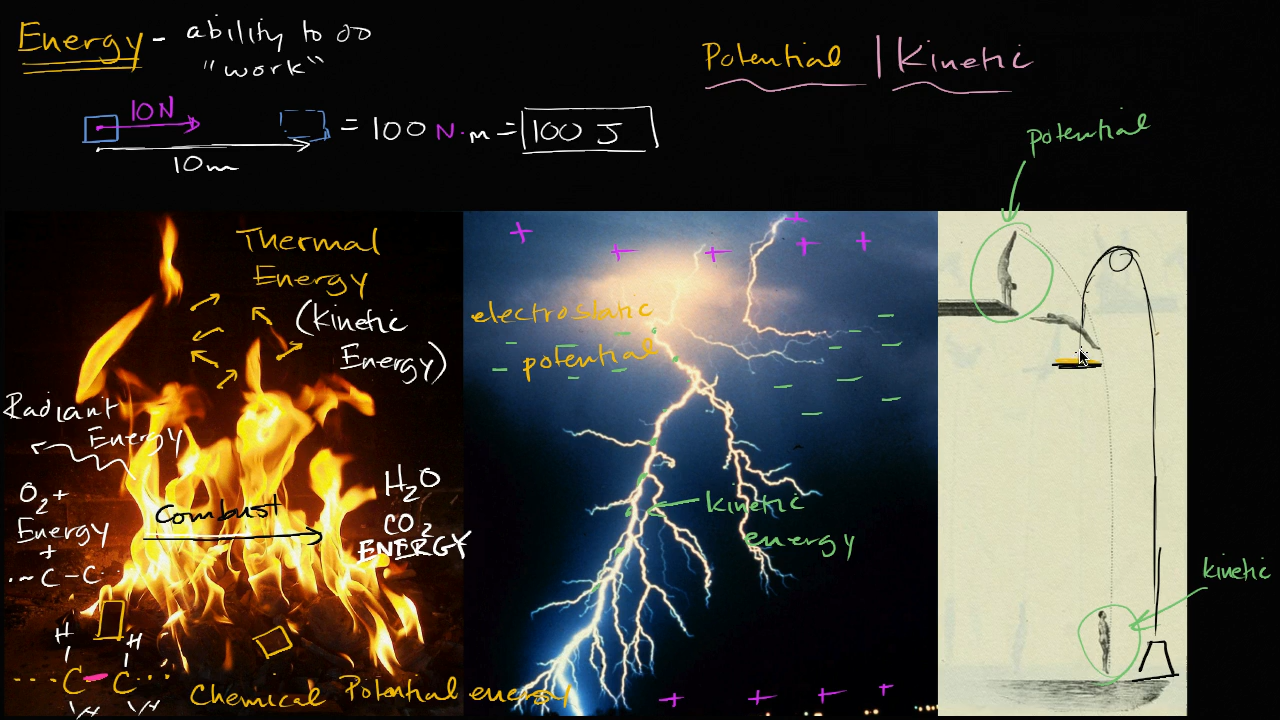 Energy - ability to do
"work"
Potential | Kinetic
10N
10m
= 100 N·m = 100 J
potential
Thermal
Energy
(Kinetic
Energy)
electrostatic
potential
Radiant
Energy
O2 +
Energy
+
·~C-C
Combust
H2O
CO2
ENERGY
kinetic
energy
kinetic
H
H
C - C
H
H
Chemical Potential energy